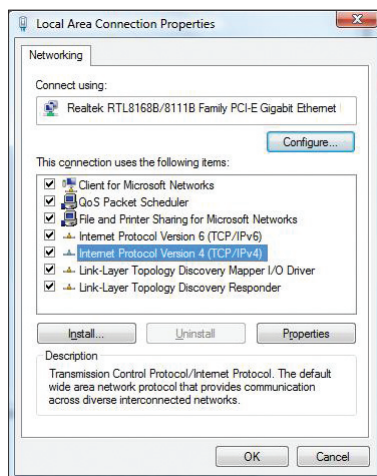 Local Area Connection Properties
Networking
Connect using:
Realtek RTL8168B/8111B Family PCI-E Gigabit Ethernet
Configure...
This connection uses the following items:
Client for Microsoft Networks
QoS Packet Scheduler
File and Printer Sharing for Microsoft Networks
Internet Protocol Version 6 (TCP/IPv6)
Internet Protocol Version 4 (TCP/IPv4)
Link-Layer Topology Discovery Mapper I/O Driver
Link-Layer Topology Discovery Responder
Install... Uninstall Properties
Description
Transmission Control Protocol/Internet Protocol. The default
wide area network protocol that provides communication
across diverse interconnected networks.
OK Cancel